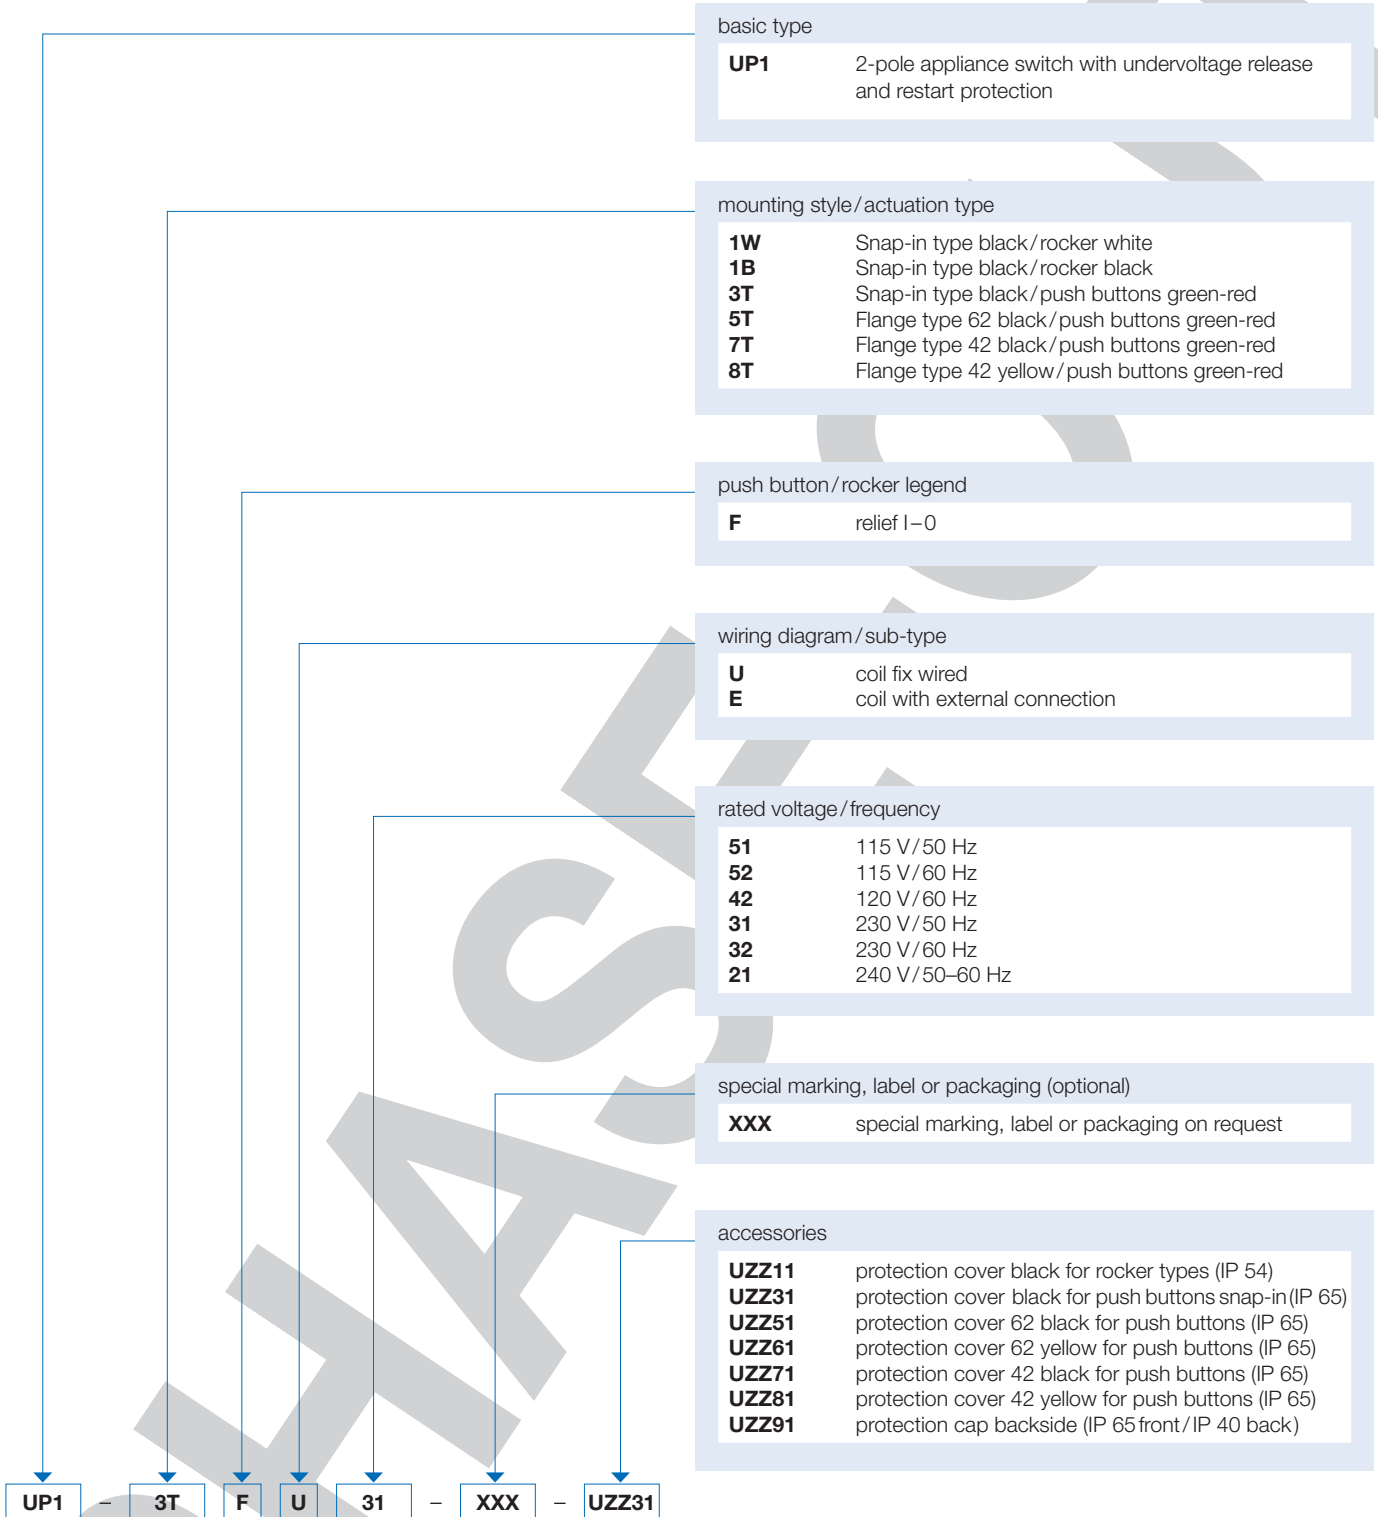 basic type
UP1 2-pole appliance switch with undervoltage release
and restart protection
mounting style/actuation type
1W Snap-in type black/rocker white
1B Snap-in type black/rocker black
3T Snap-in type black/push buttons green-red
5T Flange type 62 black/push buttons green-red
7T Flange type 42 black/push buttons green-red
8T Flange type 42 yellow/push buttons green-red
push button/rocker legend
F relief I–0
wiring diagram/sub-type
U coil fix wired
E coil with external connection
rated voltage/frequency
51 115 V/50 Hz
52 115 V/60 Hz
42 120 V/60 Hz
31 230 V/50 Hz
32 230 V/60 Hz
21 240 V/50–60 Hz
special marking, label or packaging (optional)
XXX special marking, label or packaging on request
accessories
UZZ11 protection cover black for rocker types (IP 54)
UZZ31 protection cover black for push buttons snap-in (IP 65)
UZZ51 protection cover 62 black for push buttons (IP 65)
UZZ61 protection cover 62 yellow for push buttons (IP 65)
UZZ71 protection cover 42 black for push buttons (IP 65)
UZZ81 protection cover 42 yellow for push buttons (IP 65)
UZZ91 protection cap backside (IP 65 front/IP 40 back)
UP1 – 3T F U 31 – XXX – UZZ31